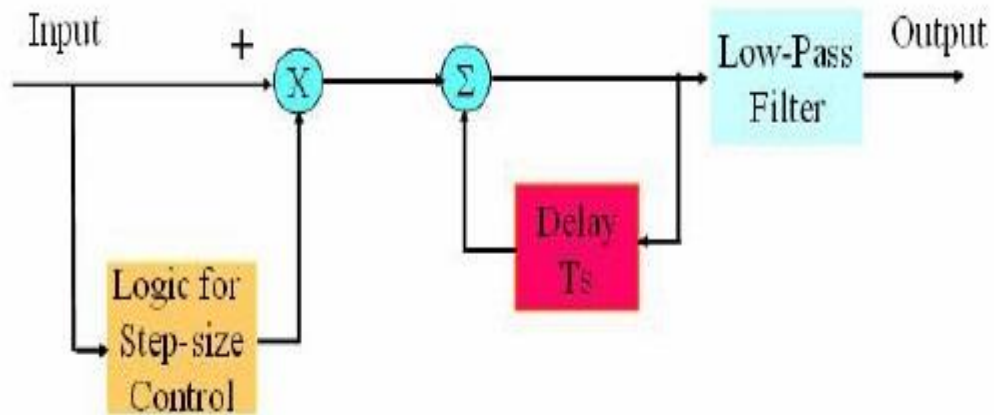 Input
+
X
Σ
Low-Pass
Filter
Output
Delay
Ts
Logic for
Step-size
Control